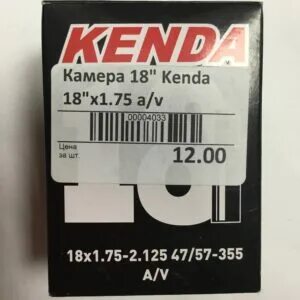 KENDA
Камера 18" Kenda
18"x1.75 a/v
00004033
Цена
за шт.
12.00
18x1.75-2.125 47/57-355
A/V